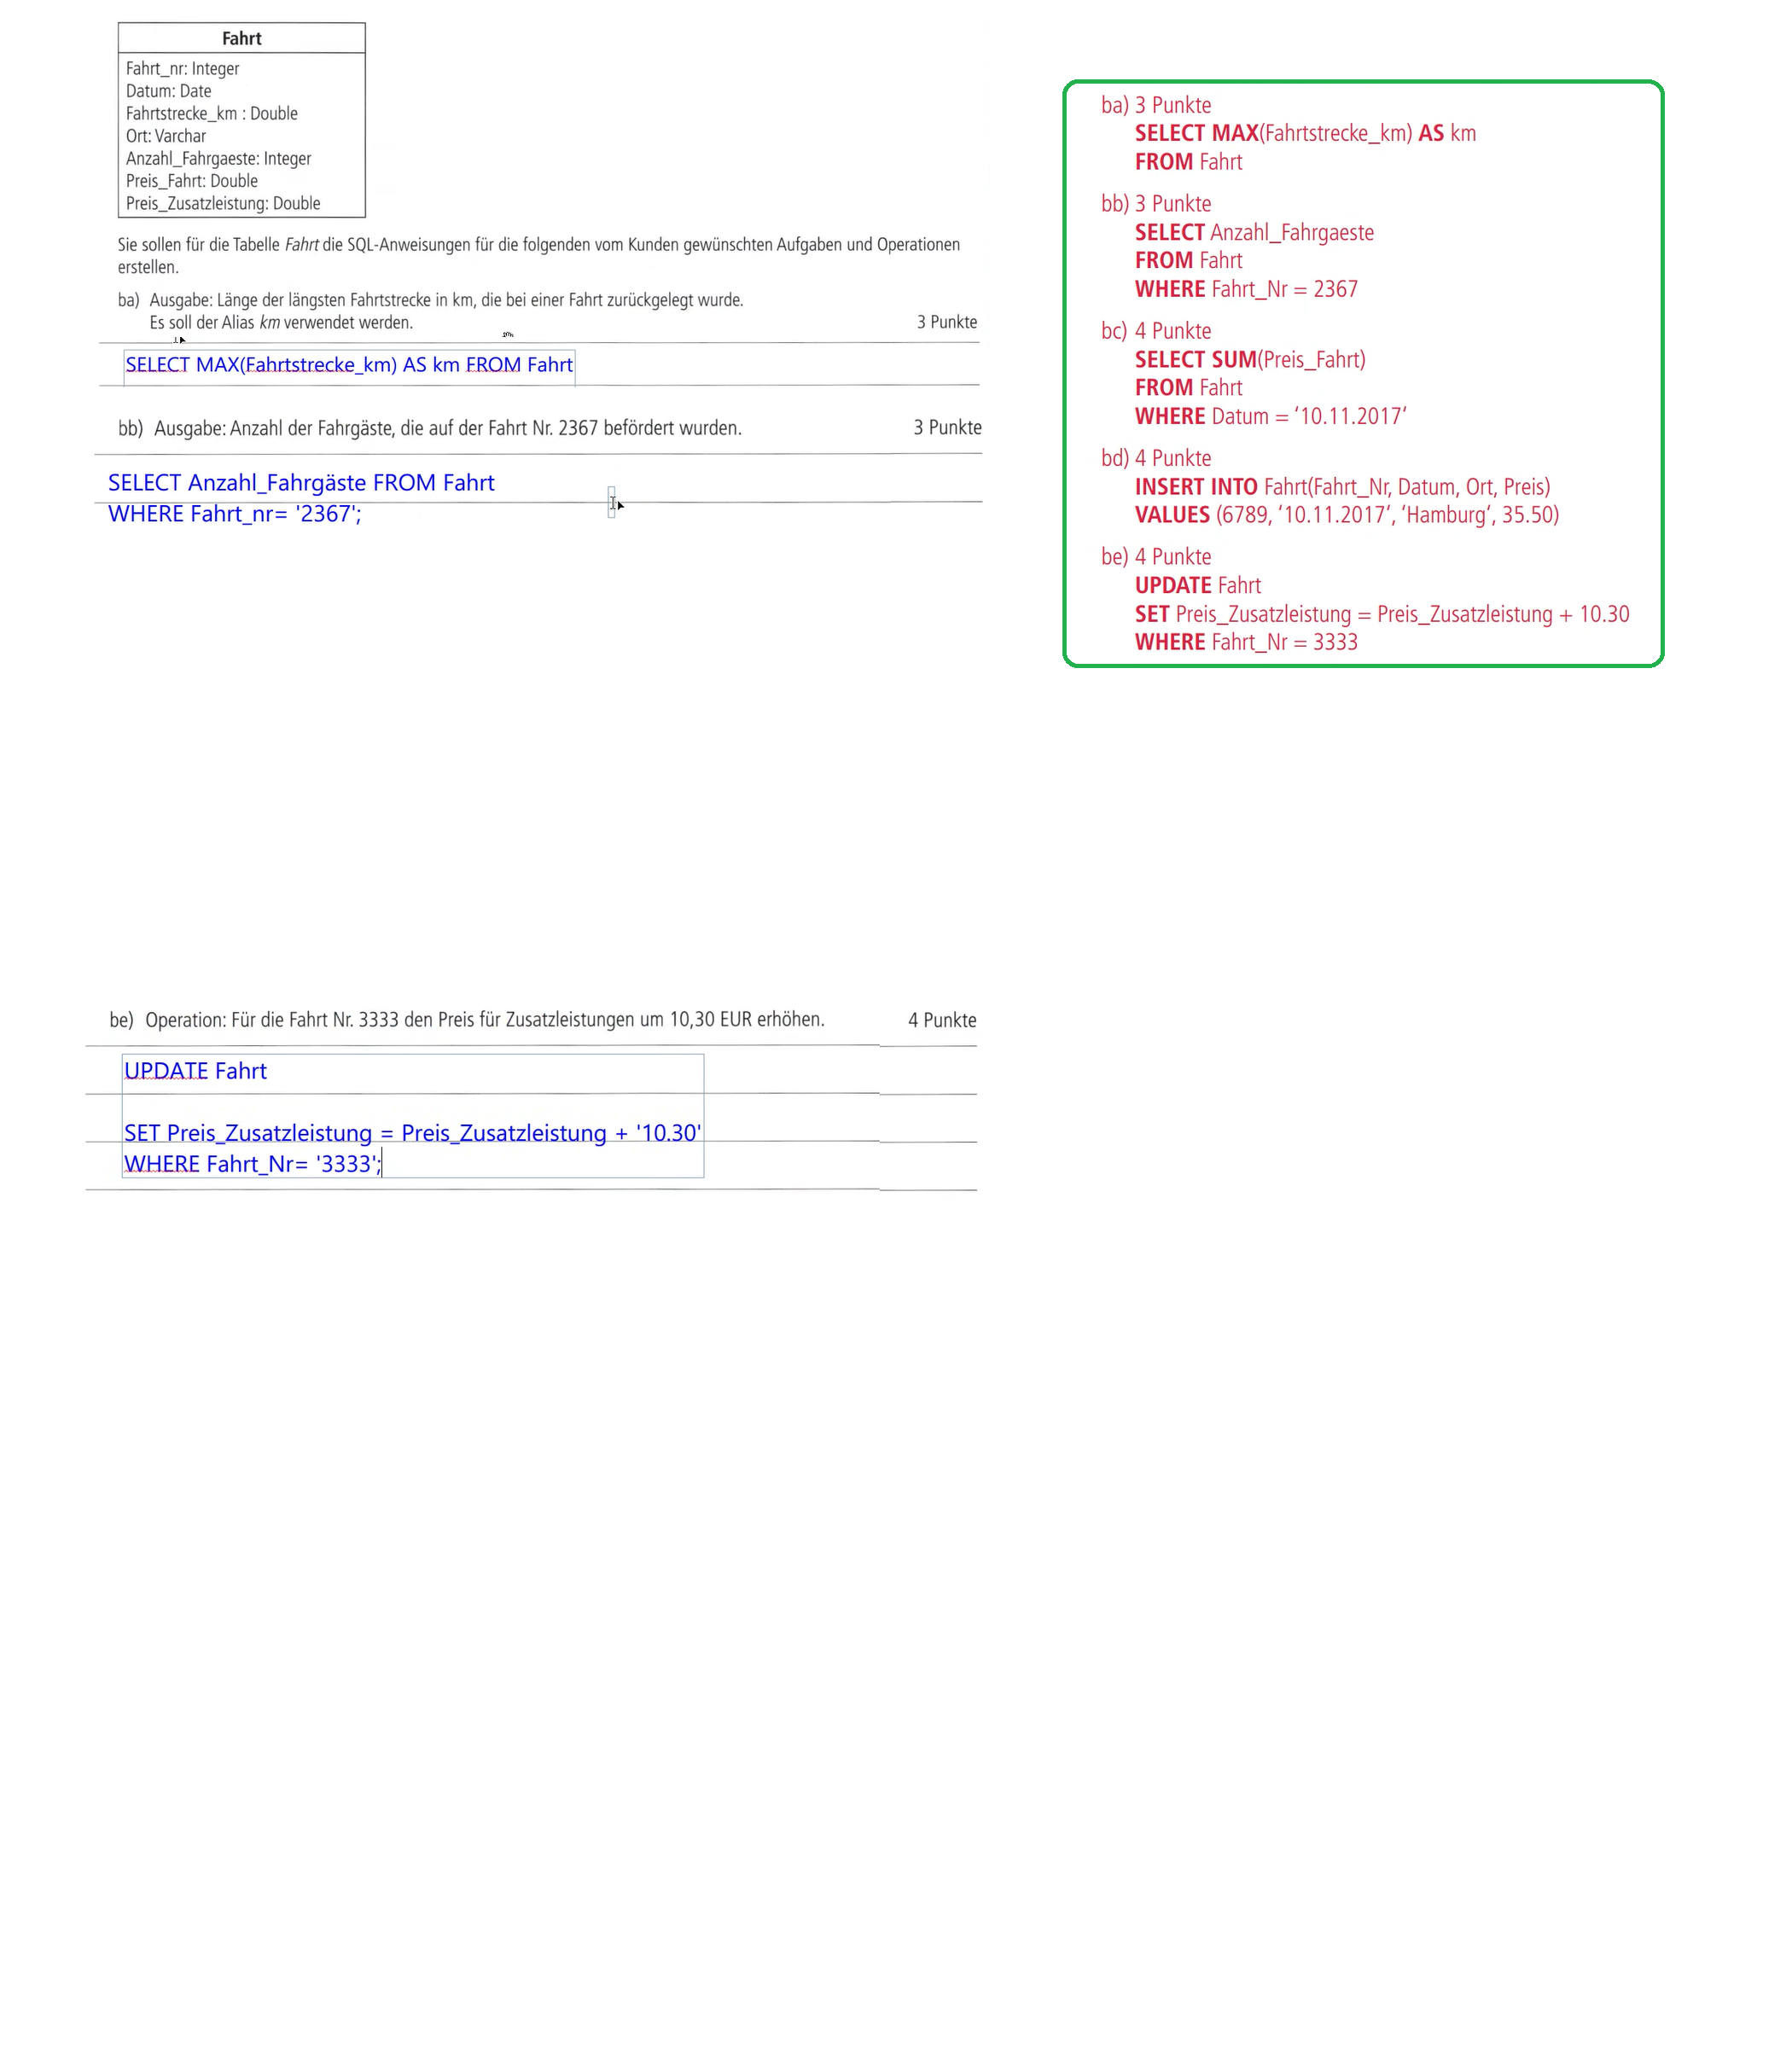 Fahrt
Fahrt_nr: Integer
Datum: Date
Fahrtstrecke_km : Double
Ort: Varchar
Anzahl_Fahrgaeste: Integer
Preis_Fahrt: Double
Preis_Zusatzleistung: Double
Sie sollen für die Tabelle Fahrt die SQL-Anweisungen für die folgenden vom Kunden gewünschten Aufgaben und Operationen
erstellen.
ba) Ausgabe: Länge der längsten Fahrtstrecke in km, die bei einer Fahrt zurückgelegt wurde.
Es soll der Alias km verwendet werden. 3 Punkte
SELECT MAX(Fahrtstrecke_km) AS km FROM Fahrt
bb) Ausgabe: Anzahl der Fahrgäste, die auf der Fahrt Nr. 2367 befördert wurden. 3 Punkte
SELECT Anzahl_Fahrgäste FROM Fahrt
WHERE Fahrt_nr= '2367';
be) Operation: Für die Fahrt Nr. 3333 den Preis für Zusatzleistungen um 10,30 EUR erhöhen. 4 Punkte
UPDATE Fahrt
SET Preis_Zusatzleistung = Preis_Zusatzleistung + '10.30'
WHERE Fahrt_Nr= '3333';
ba) 3 Punkte
SELECT MAX(Fahrtstrecke_km) AS km
FROM Fahrt
bb) 3 Punkte
SELECT Anzahl_Fahrgaeste
FROM Fahrt
WHERE Fahrt_Nr = 2367
bc) 4 Punkte
SELECT SUM(Preis_Fahrt)
FROM Fahrt
WHERE Datum = ‘10.11.2017‘
bd) 4 Punkte
INSERT INTO Fahrt(Fahrt_Nr, Datum, Ort, Preis)
VALUES (6789, ‘10.11.2017‘, ‘Hamburg‘, 35.50)
be) 4 Punkte
UPDATE Fahrt
SET Preis_Zusatzleistung = Preis_Zusatzleistung + 10.30
WHERE Fahrt_Nr = 3333